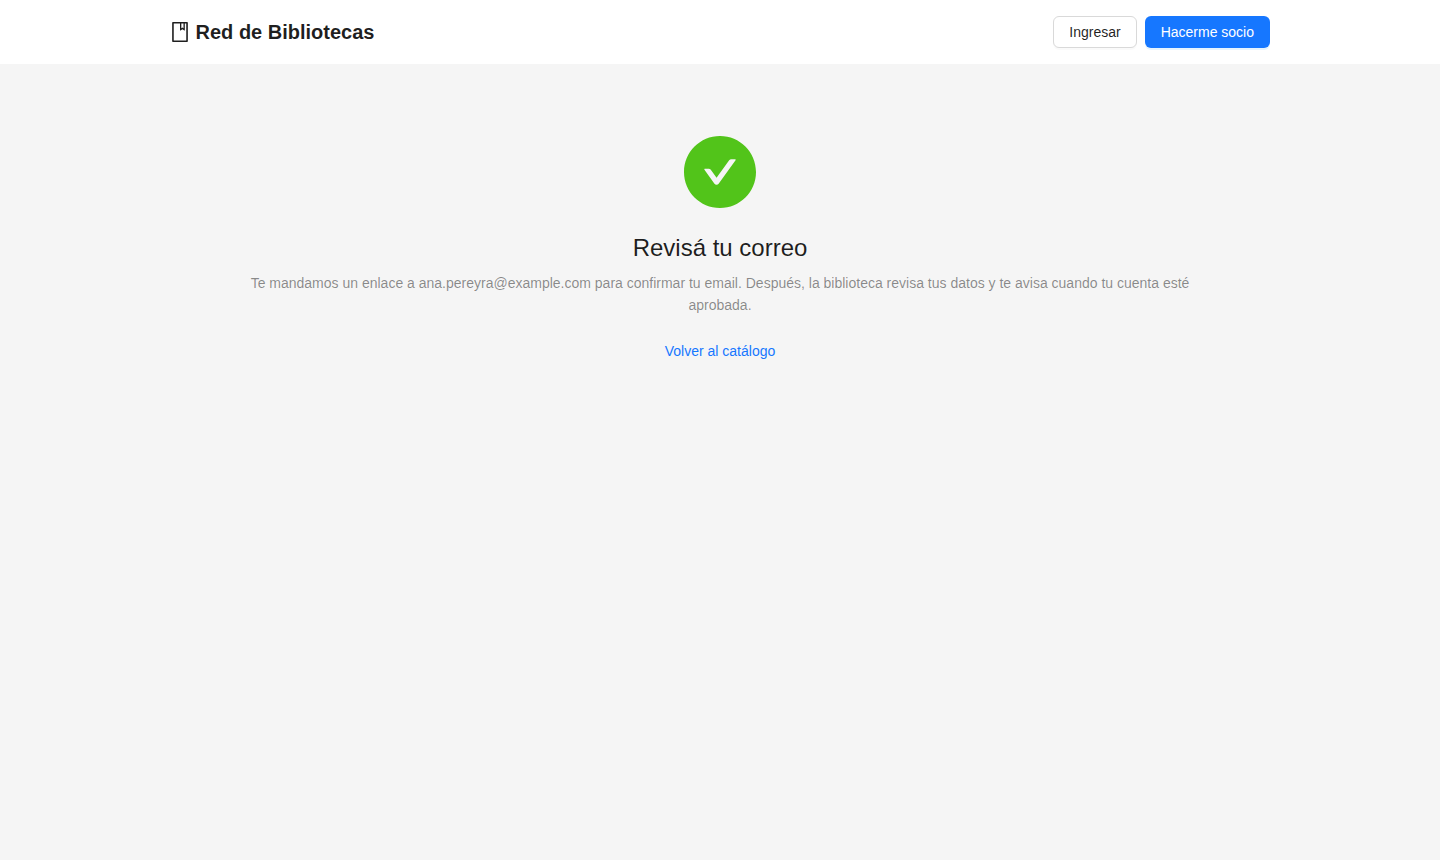 Red de Bibliotecas
Ingresar
Hacerme socio
Revisá tu correo
Te mandamos un enlace a ana.pereyra@example.com para confirmar tu email. Después, la biblioteca revisa tus datos y te avisa cuando tu cuenta esté
aprobada.
Volver al catálogo